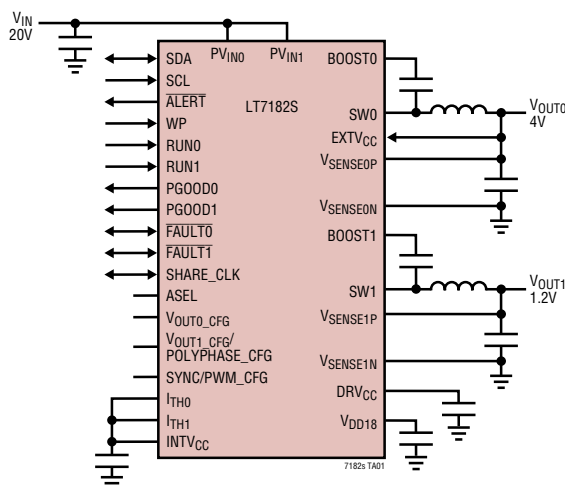 VIN
20V
PVIN0 PVIN1
LT7182S
SDA
SCL
ALERT
WP
RUN0
RUN1
PGOOD0
PGOOD1
FAULT0
FAULT1
SHARE_CLK
ASEL
VOUT0_CFG
VOUT1_CFG/
POLYPHASE_CFG
SYNC/PWM_CFG
ITH0
ITH1
INTVCC
BOOST0
SW0
EXTVCC
VSENSE0P
VSENSE0N
BOOST1
SW1
VSENSE1P
VSENSE1N
DRVCC
VDD18
VOUT0
4V
VOUT1
1.2V
7182s TA01